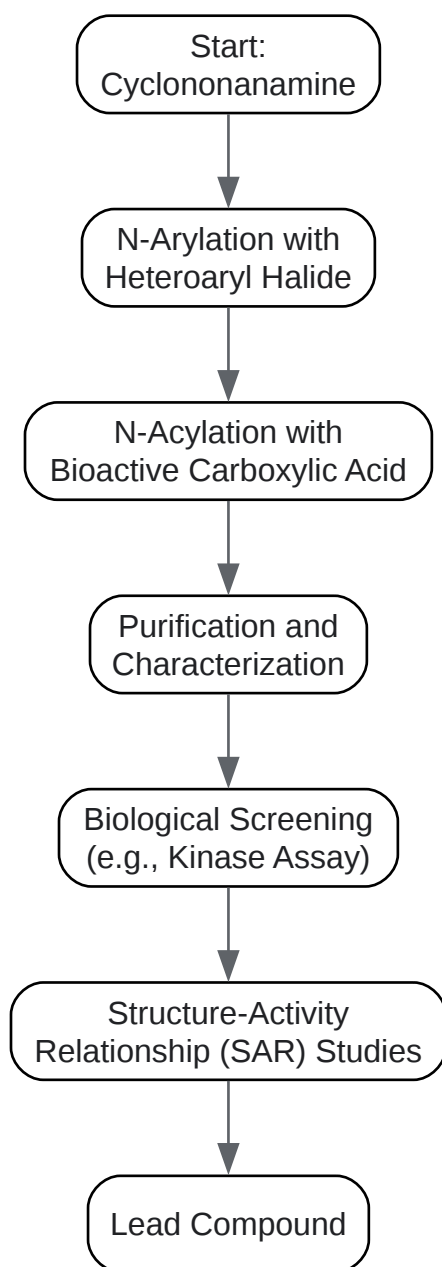 Start:
Cyclononanamine
N-Arylation with
Heteroaryl Halide
N-Acylation with
Bioactive Carboxylic Acid
Purification and
Characterization
Biological Screening
(e.g., Kinase Assay)
Structure-Activity
Relationship (SAR) Studies
Lead Compound